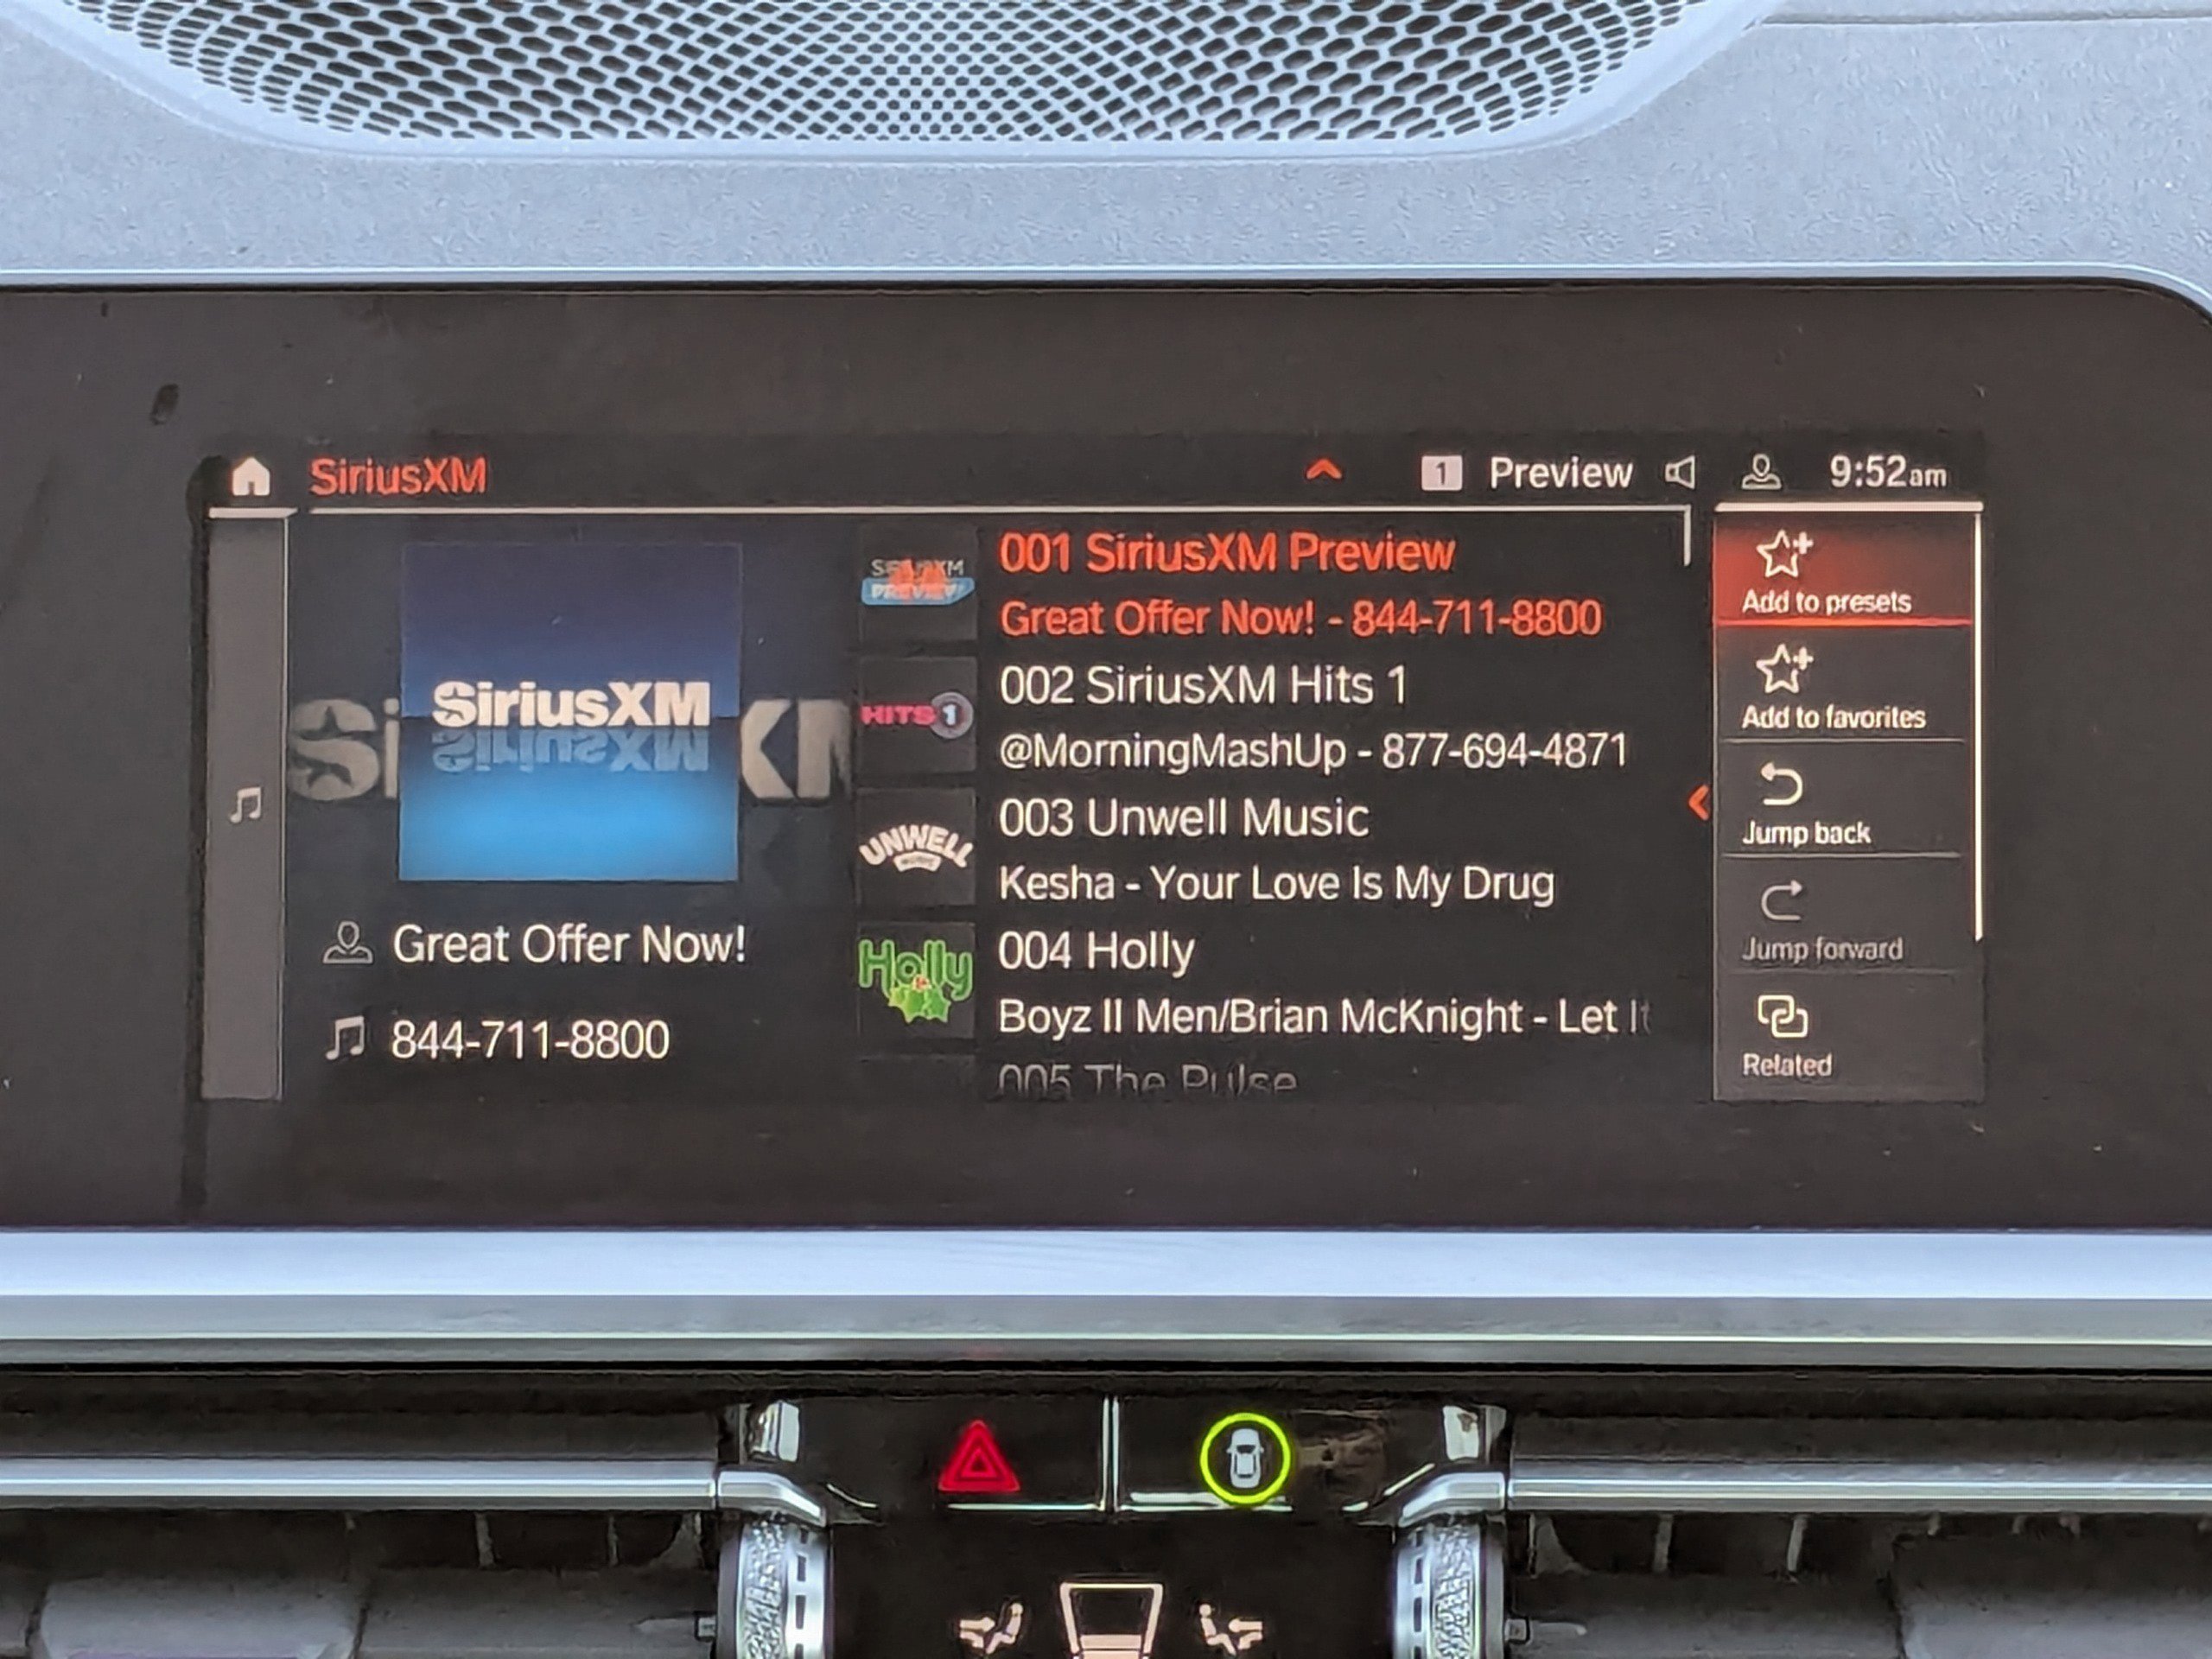 SiriusXM
1 Preview 9:52am
SiriusXM
Great Offer Now!
844-711-8800
SIRIUSXM
PREVIEW
001 SiriusXM Preview
Great Offer Now! - 844-711-8800
HITS 1
002 SiriusXM Hits 1
@MorningMashUp - 877-694-4871
UNWELL
MUSIC
003 Unwell Music
Kesha - Your Love Is My Drug
Holly
004 Holly
Boyz II Men/Brian McKnight - Let It
005 The Pulse
Add to presets
Add to favorites
Jump back
Jump forward
Related